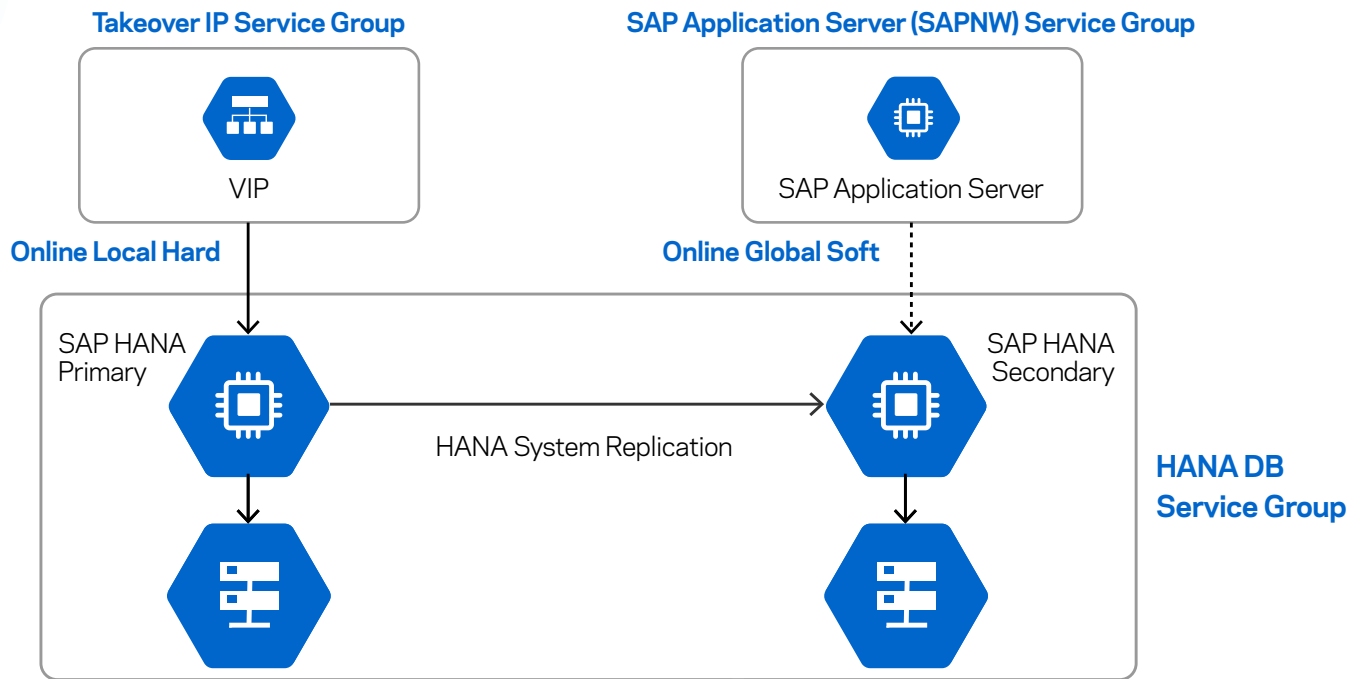 Takeover IP Service Group
SAP Application Server (SAPNW) Service Group
VIP
SAP Application Server
Online Local Hard
Online Global Soft
SAP HANA
Primary
SAP HANA
Secondary
HANA System Replication
HANA DB
Service Group